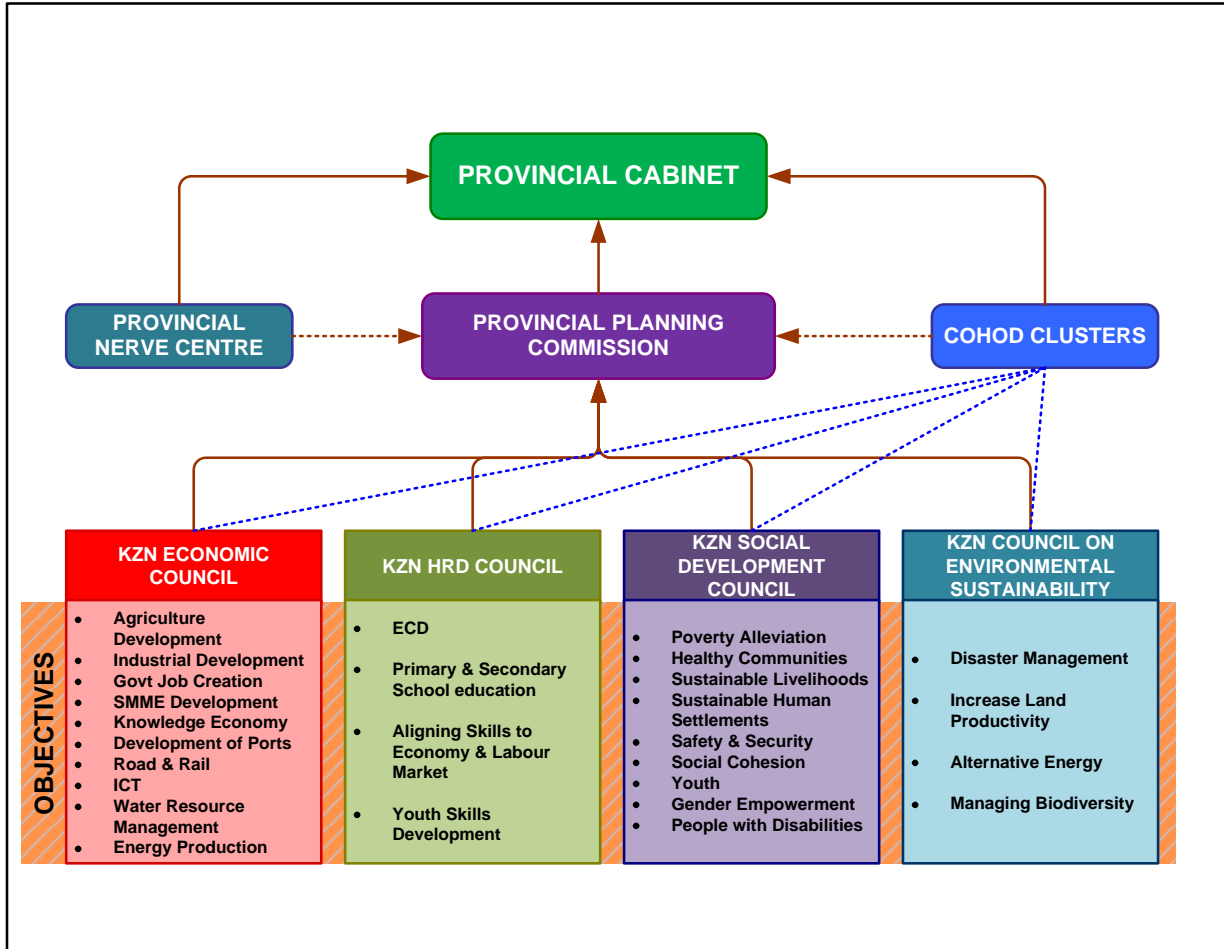 PROVINCIAL CABINET
PROVINCIAL
NERVE CENTRE
PROVINCIAL PLANNING
COMMISSION
COHOD CLUSTERS
KZN ECONOMIC
COUNCIL
KZN HRD COUNCIL
KZN SOCIAL
DEVELOPMENT
COUNCIL
KZN COUNCIL ON
ENVIRONMENTAL
SUSTAINABILITY
OBJECTIVES
• Agriculture
Development
• Industrial Development
• Govt Job Creation
• SMME Development
• Knowledge Economy
• Development of Ports
• Road & Rail
• ICT
• Water Resource
Management
• Energy Production
• ECD
• Primary & Secondary
School education
• Aligning Skills to
Economy & Labour
Market
• Youth Skills
Development
• Poverty Alleviation
• Healthy Communities
• Sustainable Livelihoods
• Sustainable Human
Settlements
• Safety & Security
• Social Cohesion
• Youth
• Gender Empowerment
• People with Disabilities
• Disaster Management
• Increase Land
Productivity
• Alternative Energy
• Managing Biodiversity